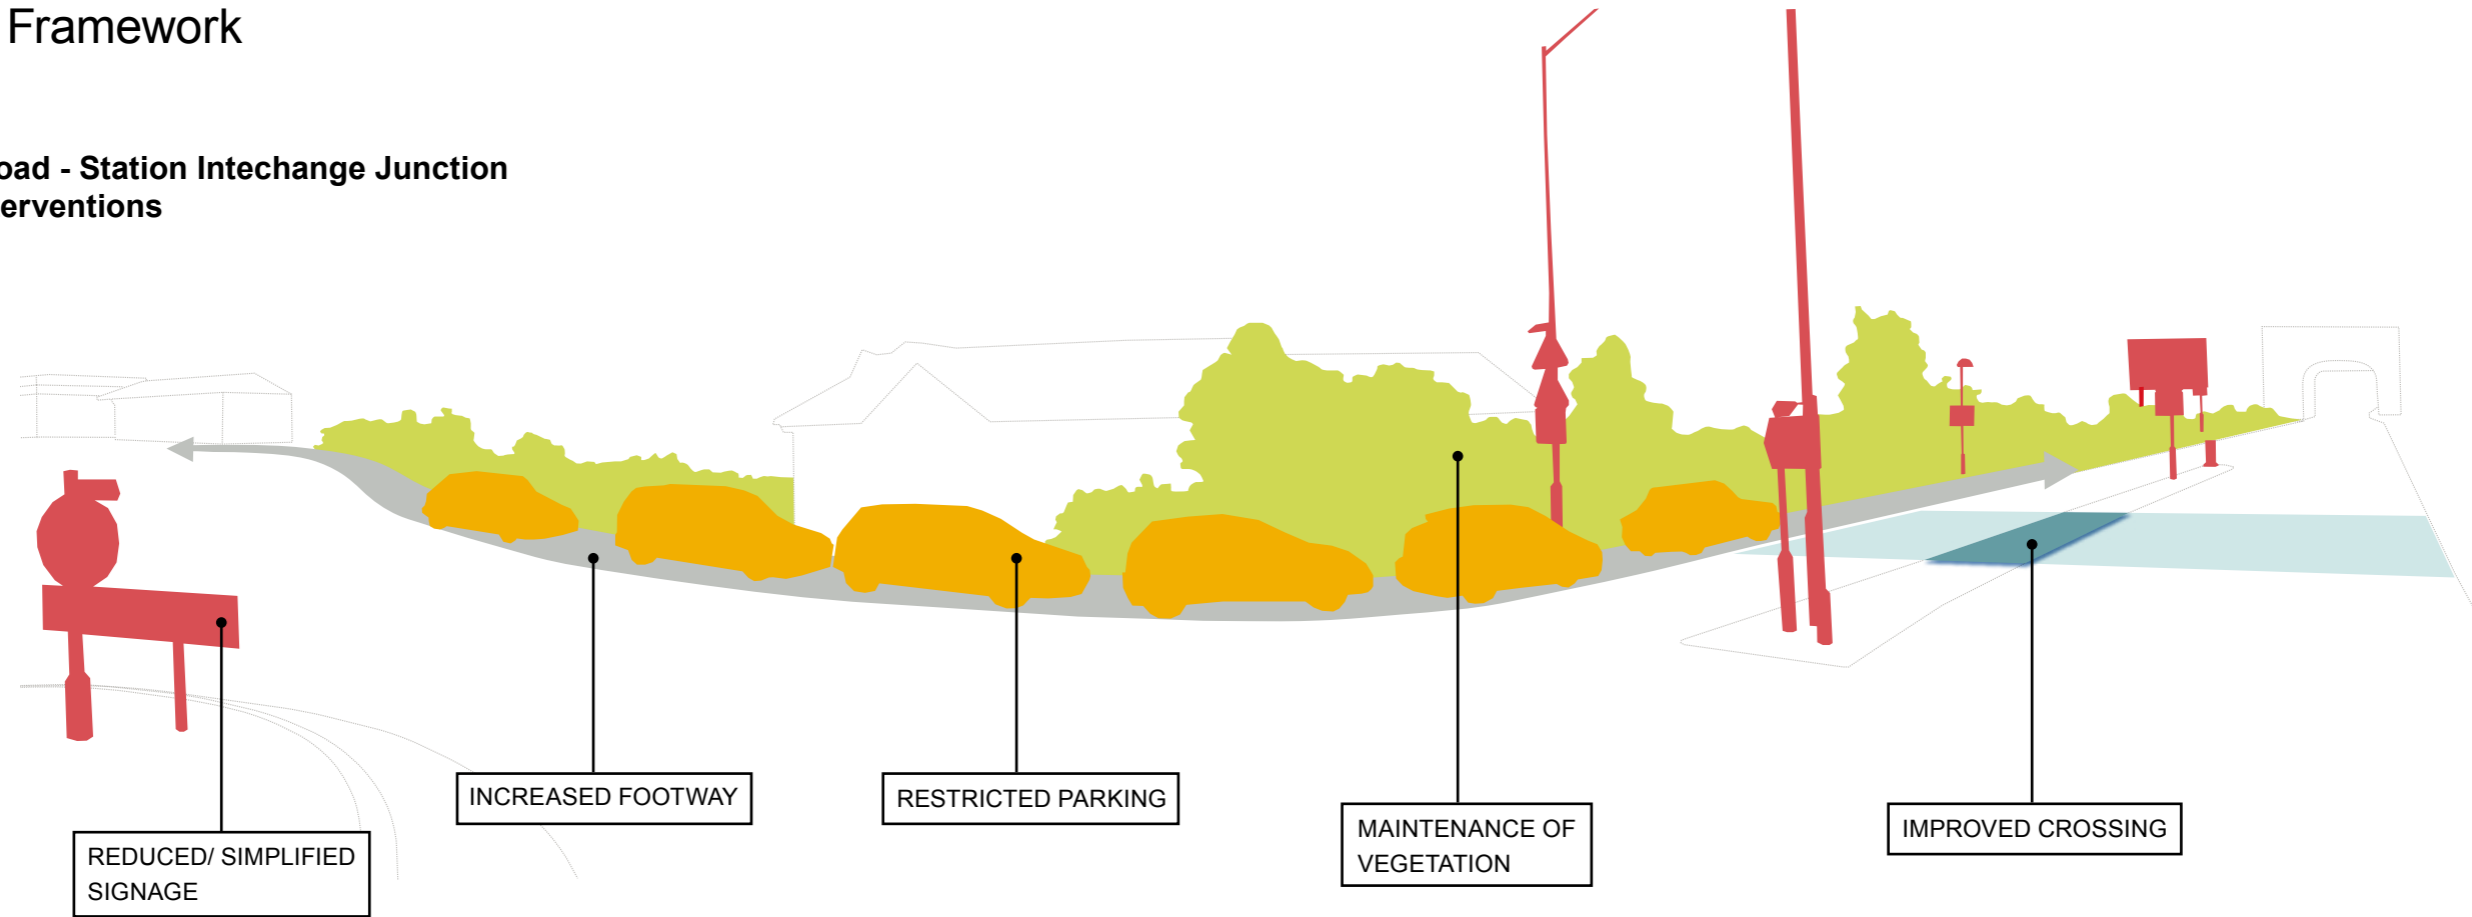 Framework
oad - Station Intechange Junction
erventions
INCREASED FOOTWAY
RESTRICTED PARKING
MAINTENANCE OF
VEGETATION
IMPROVED CROSSING
REDUCED/ SIMPLIFIED
SIGNAGE